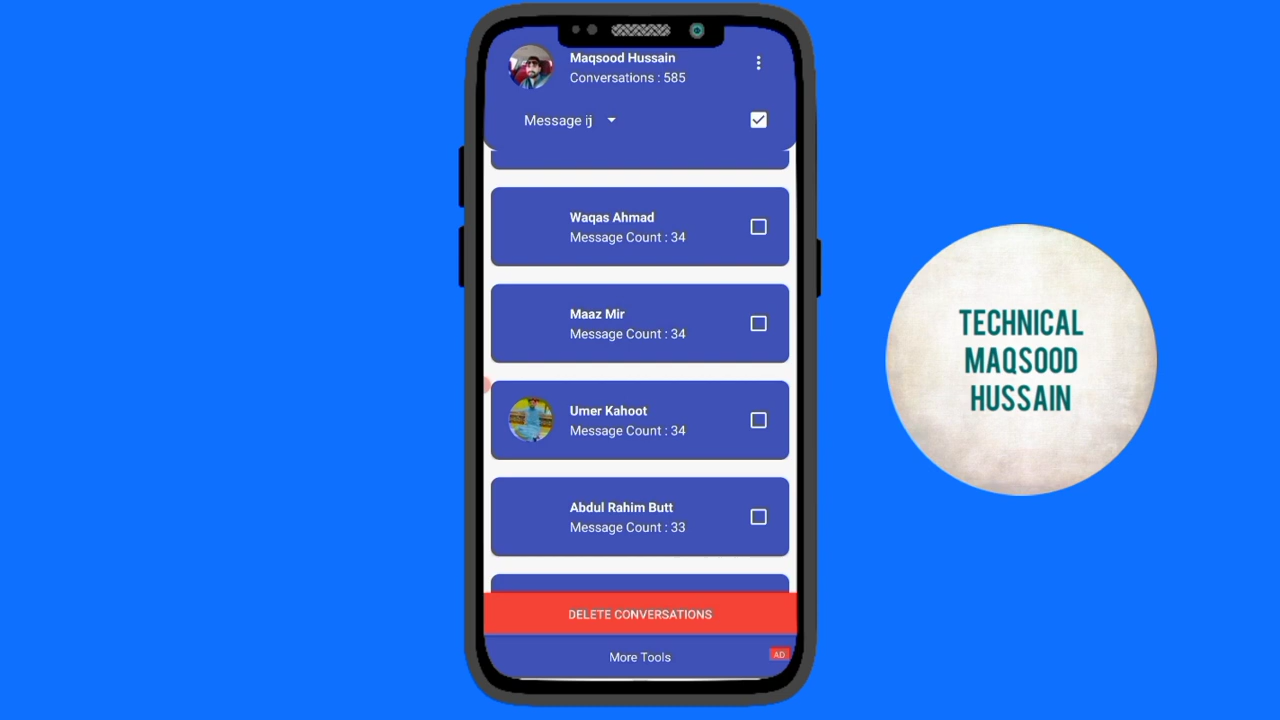 Maqsood Hussain
Conversations : 585
Message ij
Waqas Ahmad
Message Count : 34
Maaz Mir
Message Count : 34
Umer Kahoot
Message Count : 34
Abdul Rahim Butt
Message Count : 33
DELETE CONVERSATIONS
More Tools
AD
TECHNICAL
MAQSOOD
HUSSAIN